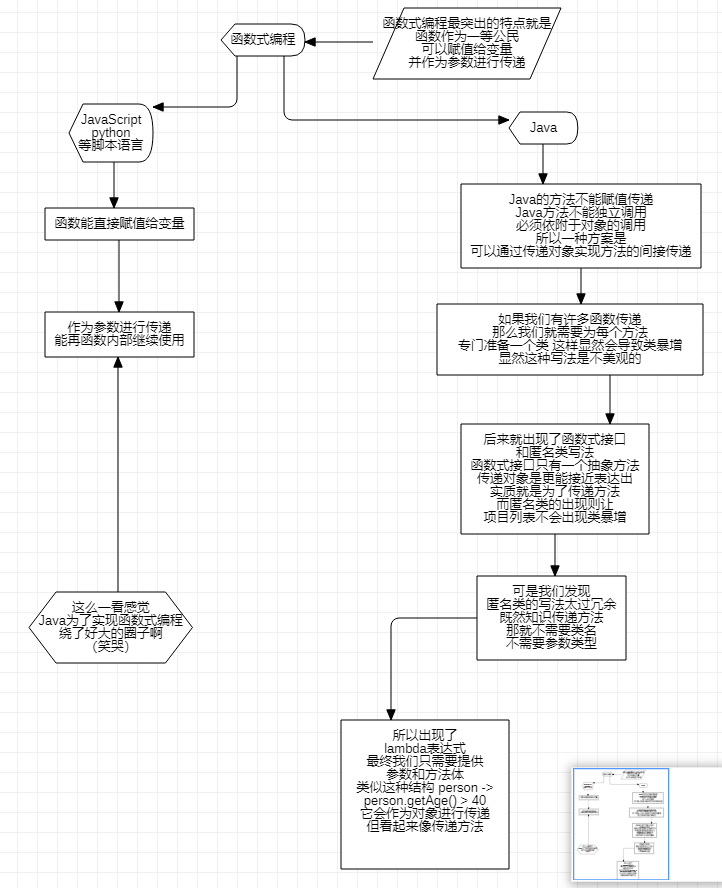 函数式编程最突出的特点就是
函数作为一等公民
可以赋值给变量
并作为参数进行传递
函数式编程
JavaScript
python
等脚本语言
Java
函数能直接赋值给变量
Java的方法不能赋值传递
Java方法不能独立调用
必须依附于对象的调用
所以一种方案是
可以通过传递对象实现方法的间接传递
作为参数进行传递
能再函数内部继续使用
如果我们有许多函数传递
那么我们就需要为每个方法
专门准备一个类 这样显然会导致类暴增
显然这种写法是不美观的
后来就出现了函数式接口
和匿名类写法
函数式接口只有一个抽象方法
传递对象是更能接近表达出
实质就是为了传递方法
而匿名类的出现则让
项目列表不会出现类暴增
可是我们发现
匿名类的写法太过冗余
既然知识传递方法
那就不需要类名
不需要参数类型
这么一看感觉
Java为了实现函数式编程
绕了好大的圈子啊
（笑哭）
所以出现了
lambda表达式
最终我们只需要提供
参数和方法体
类似这种结构 person ->
person.getAge() > 40
它会作为对象进行传递
但看起来像传递方法